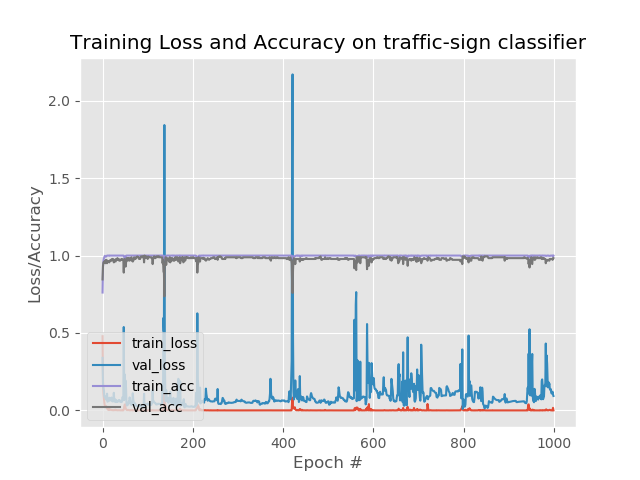 Training Loss and Accuracy on traffic-sign classifier
2.0
1.5
1.0
0.5
0.0
Loss/Accuracy
train_loss
val_loss
train_acc
val_acc
0 200 400 600 800 1000
Epoch #